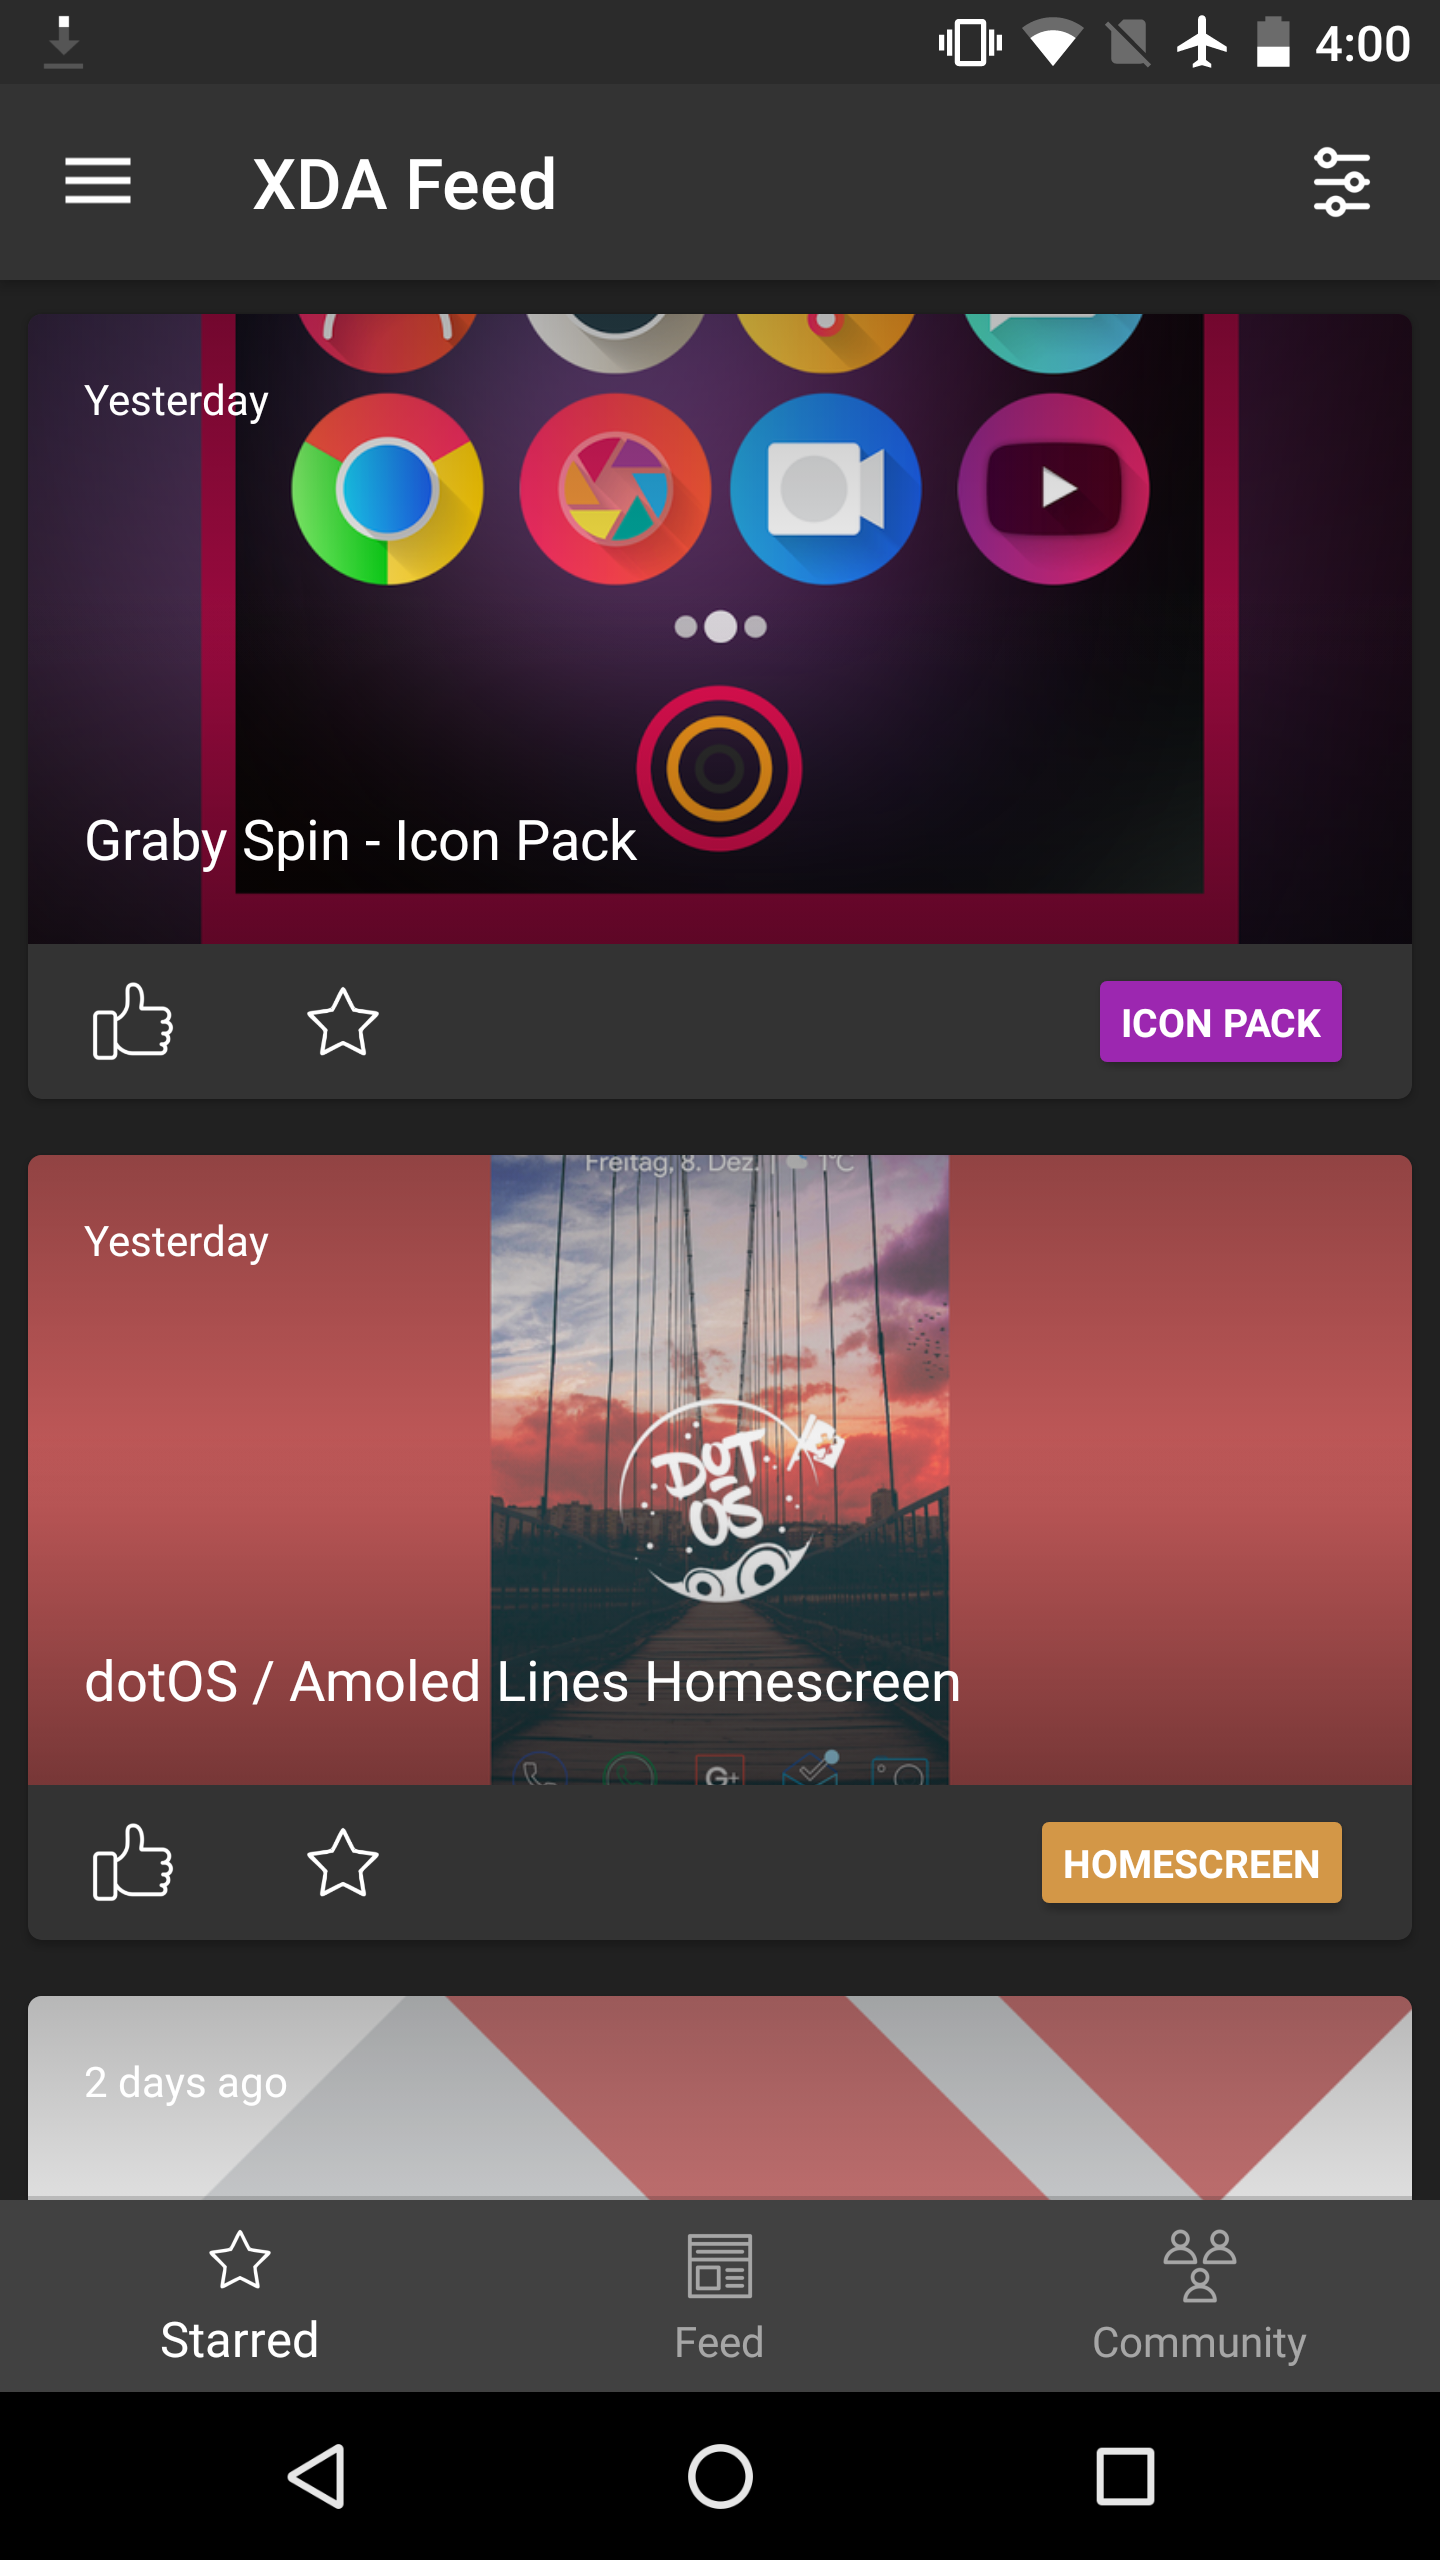 4:00
XDA Feed
Yesterday
Graby Spin - Icon Pack
ICON PACK
Freitag, 8. Dez. | 1°C
Yesterday
DOT
OS
dotOS / Amoled Lines Homescreen
G+
HOMESCREEN
2 days ago
Starred
Feed
Community